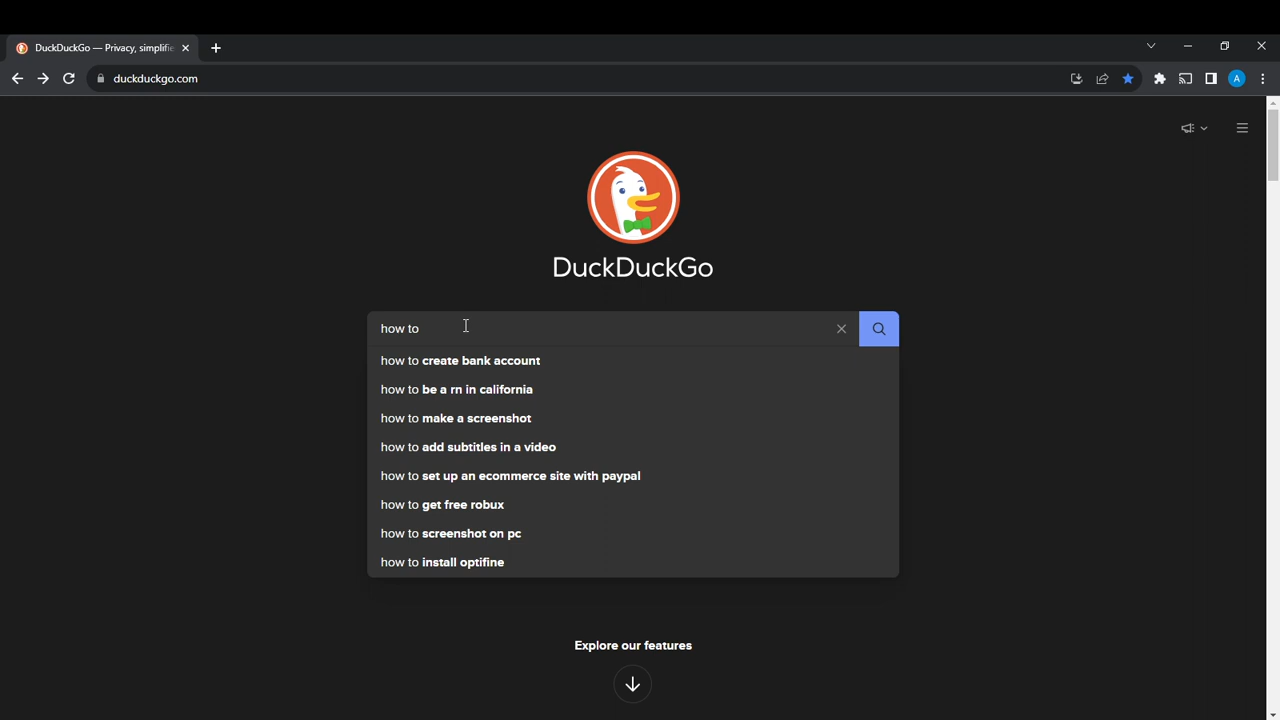 DuckDuckGo — Privacy, simplifie
duckduckgo.com
A
DuckDuckGo
how to
how to create bank account
how to be a rn in california
how to make a screenshot
how to add subtitles in a video
how to set up an ecommerce site with paypal
how to get free robux
how to screenshot on pc
how to install optifine
Explore our features